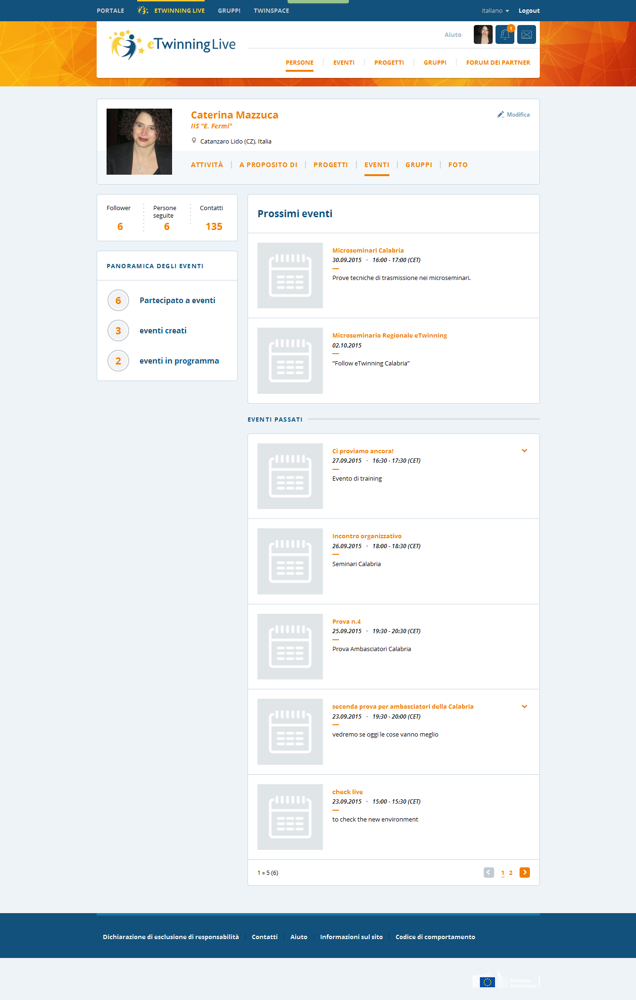 PORTALE
ETWINNING LIVE
GRUPPI
TWINSPACE
italiano
Logout
eTwinning Live
Aiuto
1
PERSONE
EVENTI
PROGETTI
GRUPPI
FORUM DEI PARTNER
Caterina Mazzuca
IIS "E. Fermi"
Catanzaro Lido (CZ), Italia
Modifica
ATTIVITÀ
A PROPOSITO DI
PROGETTI
EVENTI
GRUPPI
FOTO
Follower
6
Persone
seguite
6
Contatti
135
PANORAMICA DEGLI EVENTI
6 Partecipato a eventi
3 eventi creati
2 eventi in programma
Prossimi eventi
Microseminari Calabria
30.09.2015 • 16:00 - 17:00 (CET)
Prove tecniche di trasmissione nei microseminari.
Microseminario Regionale eTwinning
02.10.2015
“Follow eTwinning Calabria”
EVENTI PASSATI
Ci proviamo ancora!
27.09.2015 • 16:30 - 17:30 (CET)
Evento di training
Incontro organizzativo
26.09.2015 • 18:00 - 18:30 (CET)
Seminari Calabria
Prova n.4
25.09.2015 • 19:30 - 20:30 (CET)
Prova Ambasciatori Calabria
seconda prova per ambasciatori della Calabria
23.09.2015 • 19:30 - 20:00 (CET)
vedremo se oggi le cose vanno meglio
check live
23.09.2015 • 15:00 - 15:30 (CET)
to check the new environment
1 » 5 (6)
1 2
Dichiarazione di esclusione di responsabilità
Contatti
Aiuto
Informazioni sul sito
Codice di comportamento
European
Commission